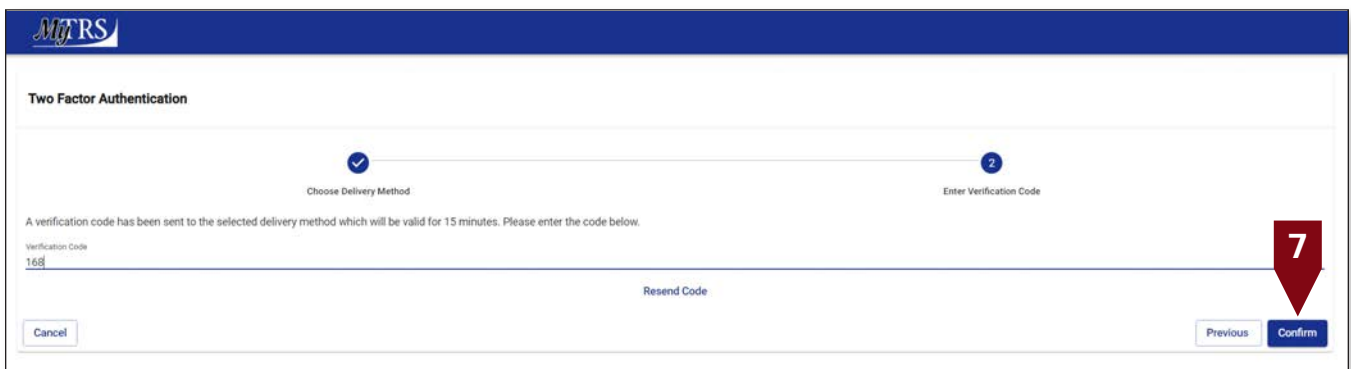 MyTRS
Two Factor Authentication
2
Choose Delivery Method
Enter Verification Code
A verification code has been sent to the selected delivery method which will be valid for 15 minutes. Please enter the code below.
Verification Code
168
7
Resend Code
Cancel
Previous
Confirm